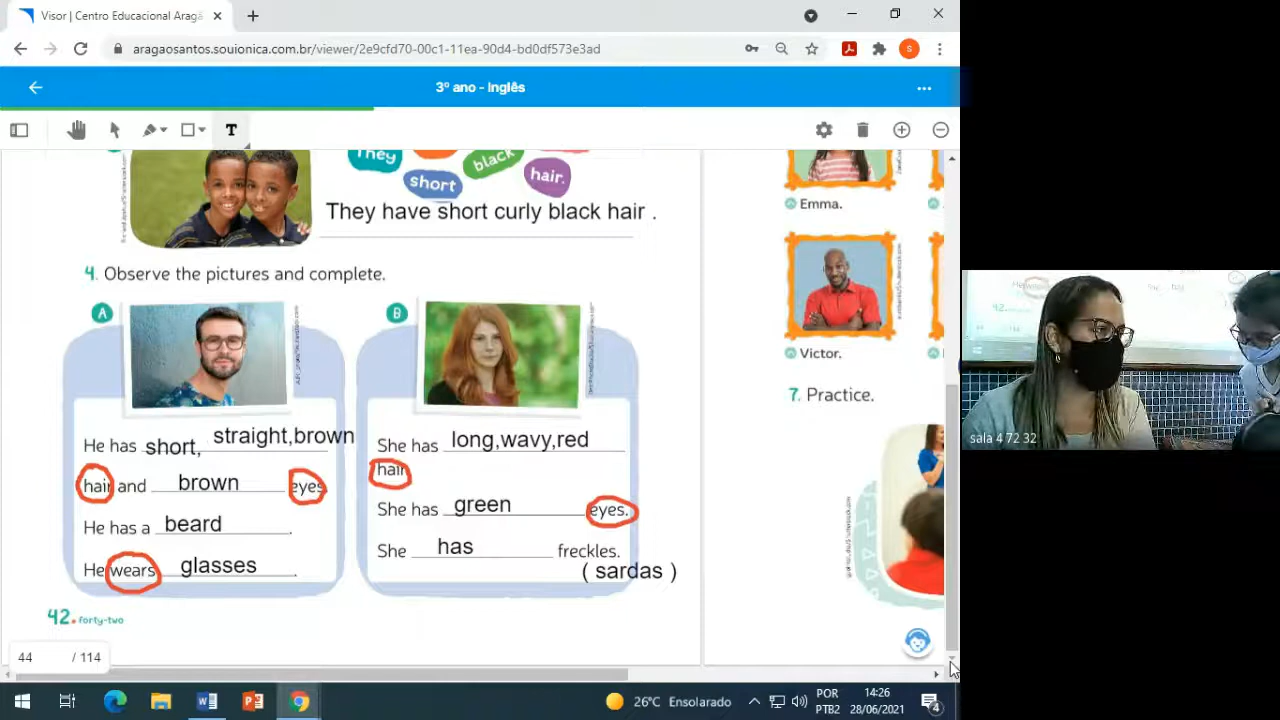 Visor | Centro Educacional Aragã
aragaosantos.souionica.com.br/viewer/2e9cfd70-00c1-11ea-90d4-bd0df573e3ad
S
3º ano - Inglês
T
They
black
short
hair.
They have short curly black hair .
4. Observe the pictures and complete.
A
He has short, straight,brown
hair and brown eyes
He has a beard .
He wears glasses .
B
She has long,wavy,red
hair
She has green eyes.
She has freckles.
( sardas )
42. forty-two
44 / 114
Emma.
Victor.
7. Practice.
sala 4 72 32
26°C Ensolarado
POR
PTB2
14:26
28/06/2021
4